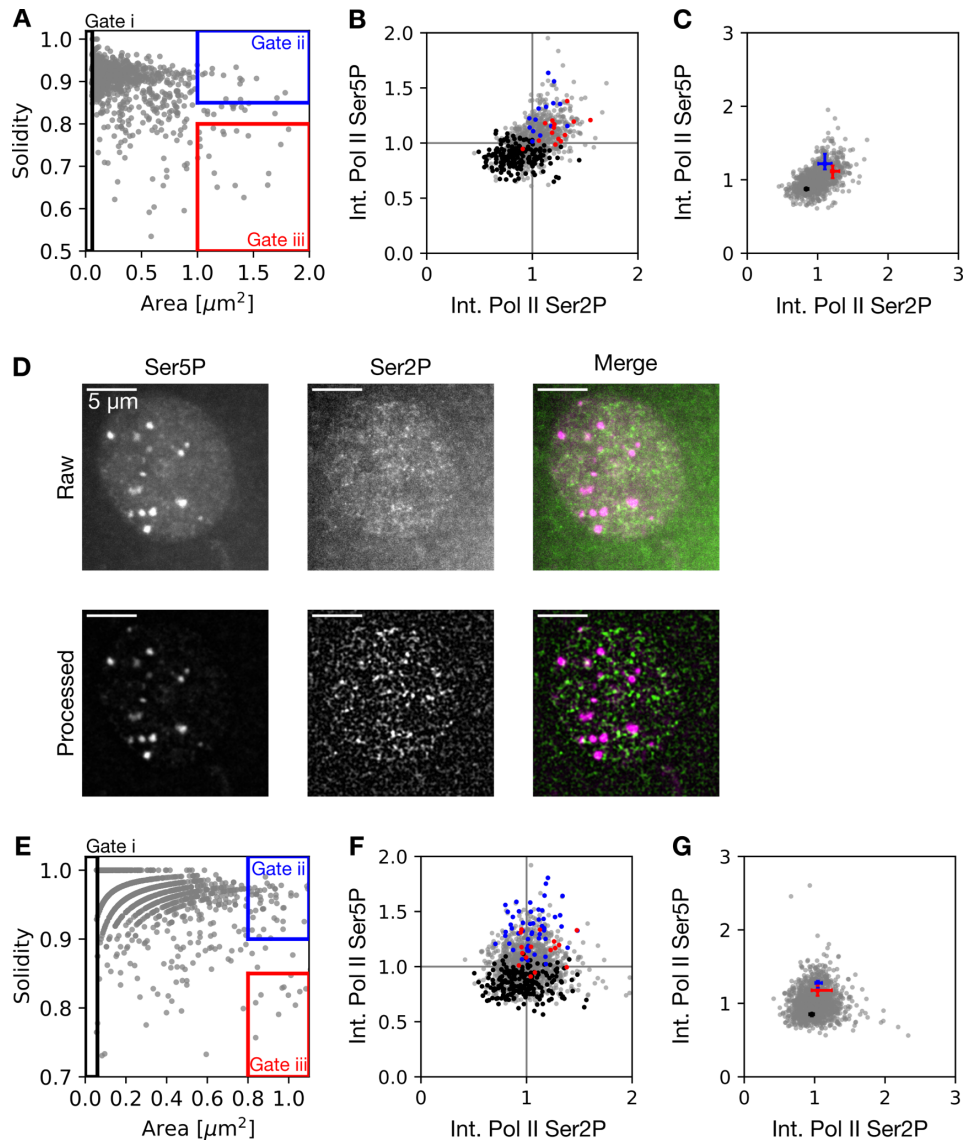 A
Gate i
Gate ii
Gate iii
1.0
0.9
0.8
0.7
0.6
0.5
Solidity
0.0 0.5 1.0 1.5 2.0
Area [μm²]
B
2.0
1.5
1.0
0.5
0.0
Int. Pol II Ser5P
0 1 2
Int. Pol II Ser2P
C
3
2
1
0
Int. Pol II Ser5P
0 1 2 3
Int. Pol II Ser2P
D
Ser5P Ser2P Merge
5 μm
Raw
Processed
E
Gate i
Gate ii
Gate iii
1.0
0.9
0.8
0.7
Solidity
0.0 0.2 0.4 0.6 0.8 1.0
Area [μm²]
F
2.0
1.5
1.0
0.5
0.0
Int. Pol II Ser5P
0 1 2
Int. Pol II Ser2P
G
3
2
1
0
Int. Pol II Ser5P
0 1 2 3
Int. Pol II Ser2P